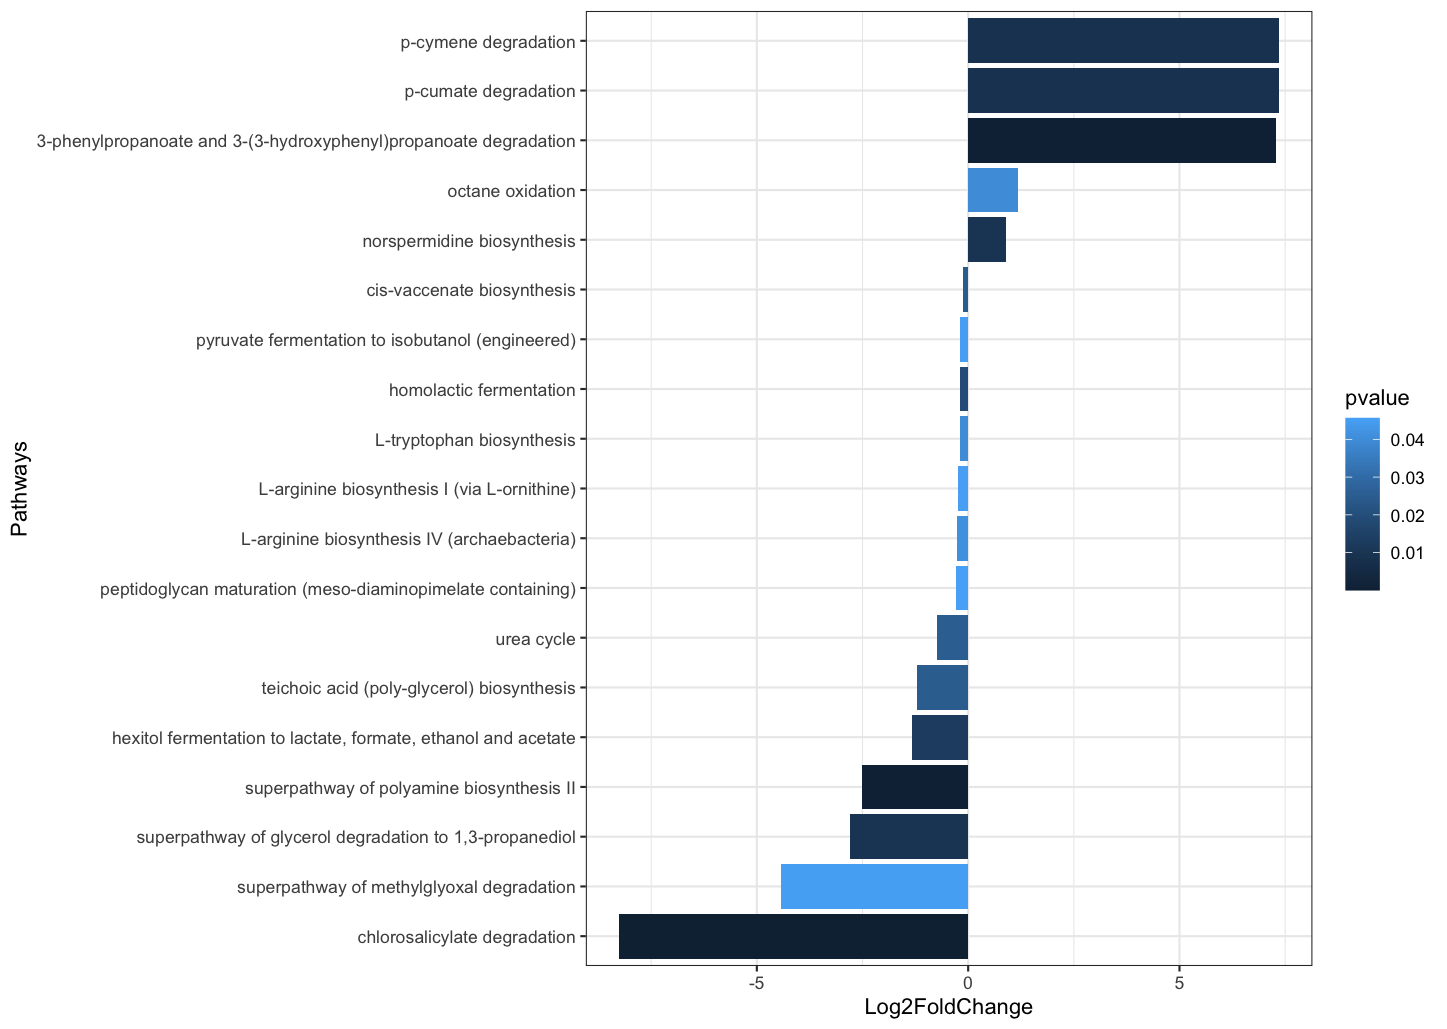 p-cymene degradation
p-cumate degradation
3-phenylpropanoate and 3-(3-hydroxyphenyl)propanoate degradation
octane oxidation
norspermidine biosynthesis
cis-vaccenate biosynthesis
pyruvate fermentation to isobutanol (engineered)
homolactic fermentation
L-tryptophan biosynthesis
L-arginine biosynthesis I (via L-ornithine)
L-arginine biosynthesis IV (archaebacteria)
peptidoglycan maturation (meso-diaminopimelate containing)
urea cycle
teichoic acid (poly-glycerol) biosynthesis
hexitol fermentation to lactate, formate, ethanol and acetate
superpathway of polyamine biosynthesis II
superpathway of glycerol degradation to 1,3-propanediol
superpathway of methylglyoxal degradation
chlorosalicylate degradation
Pathways
-5
0
5
Log2FoldChange
pvalue
0.04
0.03
0.02
0.01